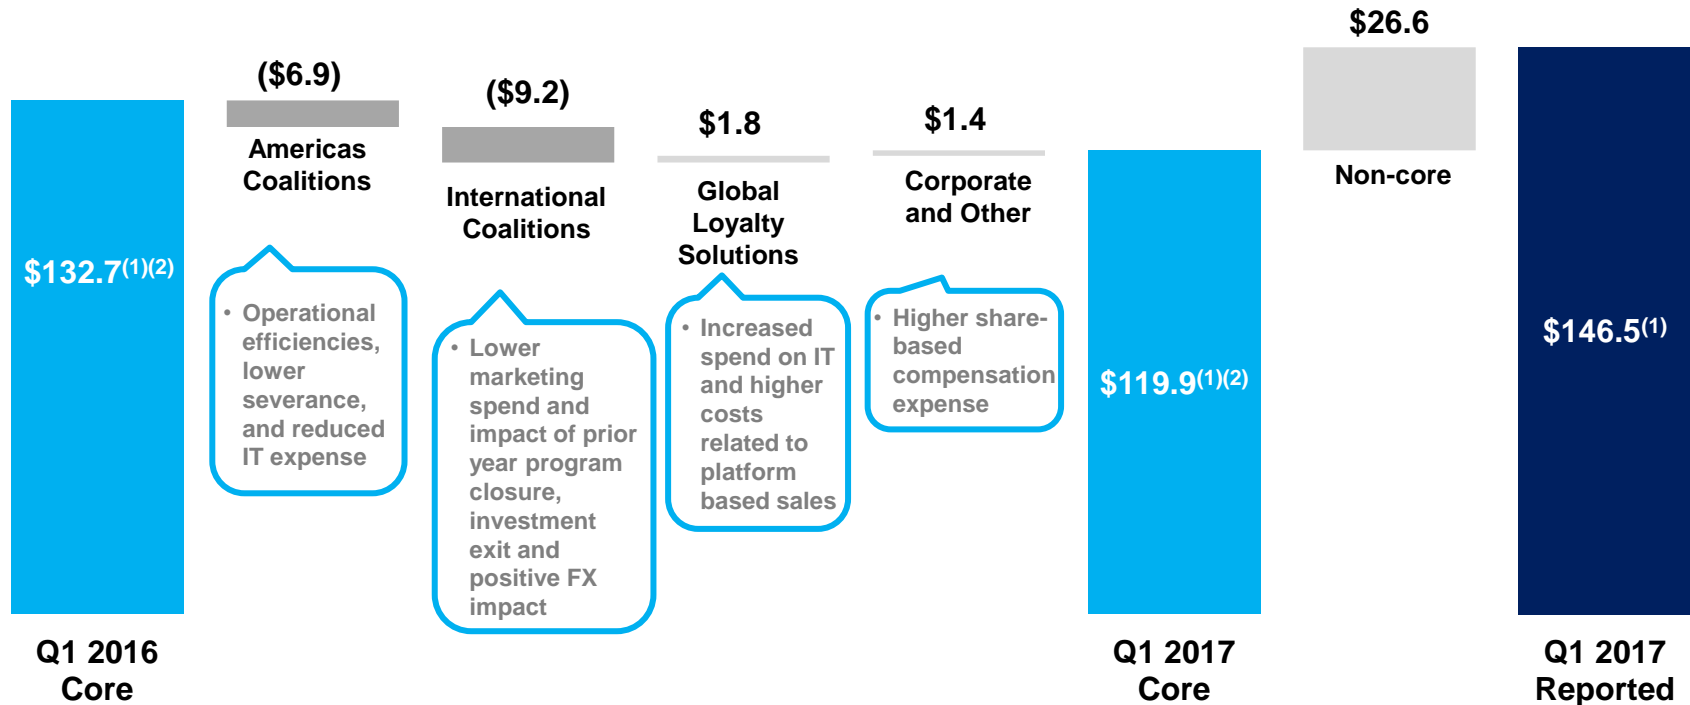 $26.6
($6.9)
($9.2)
$1.8
$1.4
Americas
Coalitions
International
Coalitions
Global
Loyalty
Solutions
Corporate
and Other
Non-core
$132.7(1)(2)
• Operational
efficiencies,
lower
severance,
and reduced
IT expense
• Lower
marketing
spend and
impact of prior
year program
closure,
investment
exit and
positive FX
impact
• Increased
spend on IT
and higher
costs
related to
platform
based sales
• Higher share-
based
compensation
expense
$119.9(1)(2)
$146.5(1)
Q1 2016
Core
Q1 2017
Core
Q1 2017
Reported